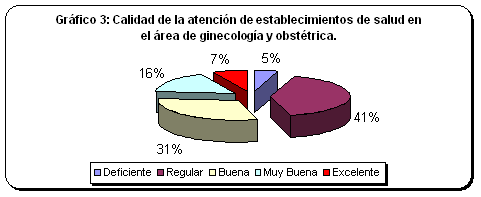 Gráfico 3: Calidad de la atención de establecimientos de salud en
el área de ginecología y obstétrica.
7%
5%
16%
41%
31%
Deficiente Regular Buena Muy Buena Excelente